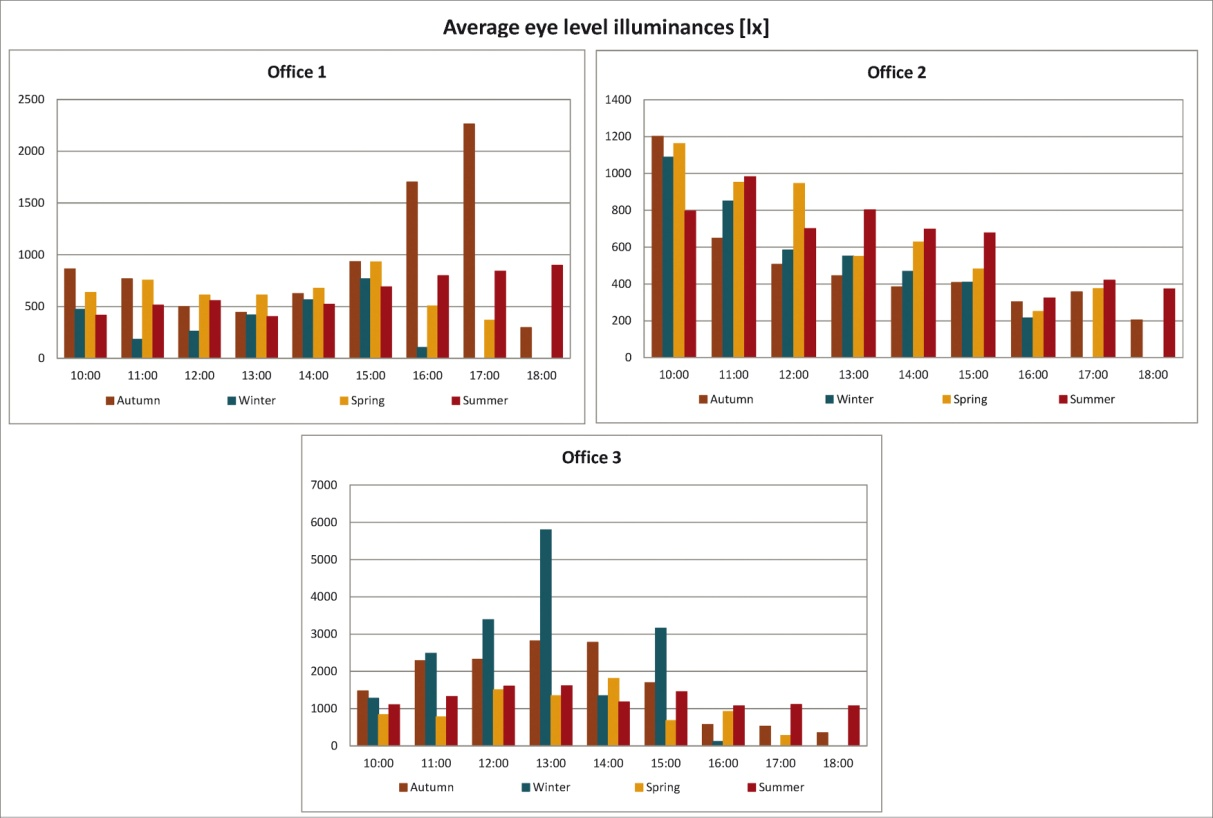 Average eye level illuminances [lx]
Office 1
2500
2000
1500
1000
500
0
10:00 11:00 12:00 13:00 14:00 15:00 16:00 17:00 18:00
Autumn Winter Spring Summer
Office 2
1400
1200
1000
800
600
400
200
0
10:00 11:00 12:00 13:00 14:00 15:00 16:00 17:00 18:00
Autumn Winter Spring Summer
Office 3
7000
6000
5000
4000
3000
2000
1000
0
10:00 11:00 12:00 13:00 14:00 15:00 16:00 17:00 18:00
Autumn Winter Spring Summer